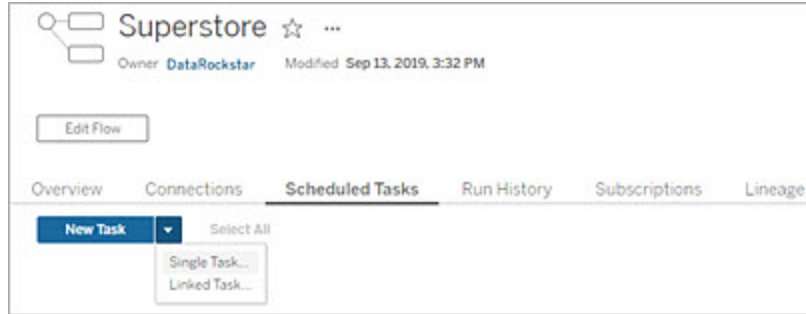 Superstore ☆ ...
Owner DataRockstar Modified Sep 13, 2019, 3:32 PM
Edit Flow
Overview Connections Scheduled Tasks Run History Subscriptions Lineage
New Task Select All
Single Task...
Linked Task...